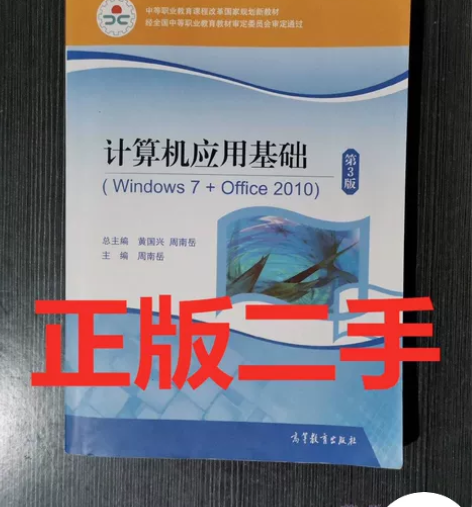 中等职业教育课程改革国家规划新教材
经全国中等职业教育教材审定委员会审定通过
计算机应用基础
第3版
(Windows 7 + Office 2010)
总主编 黄国兴 周南岳
主 编 周南岳
正版二手
高等教育出版社